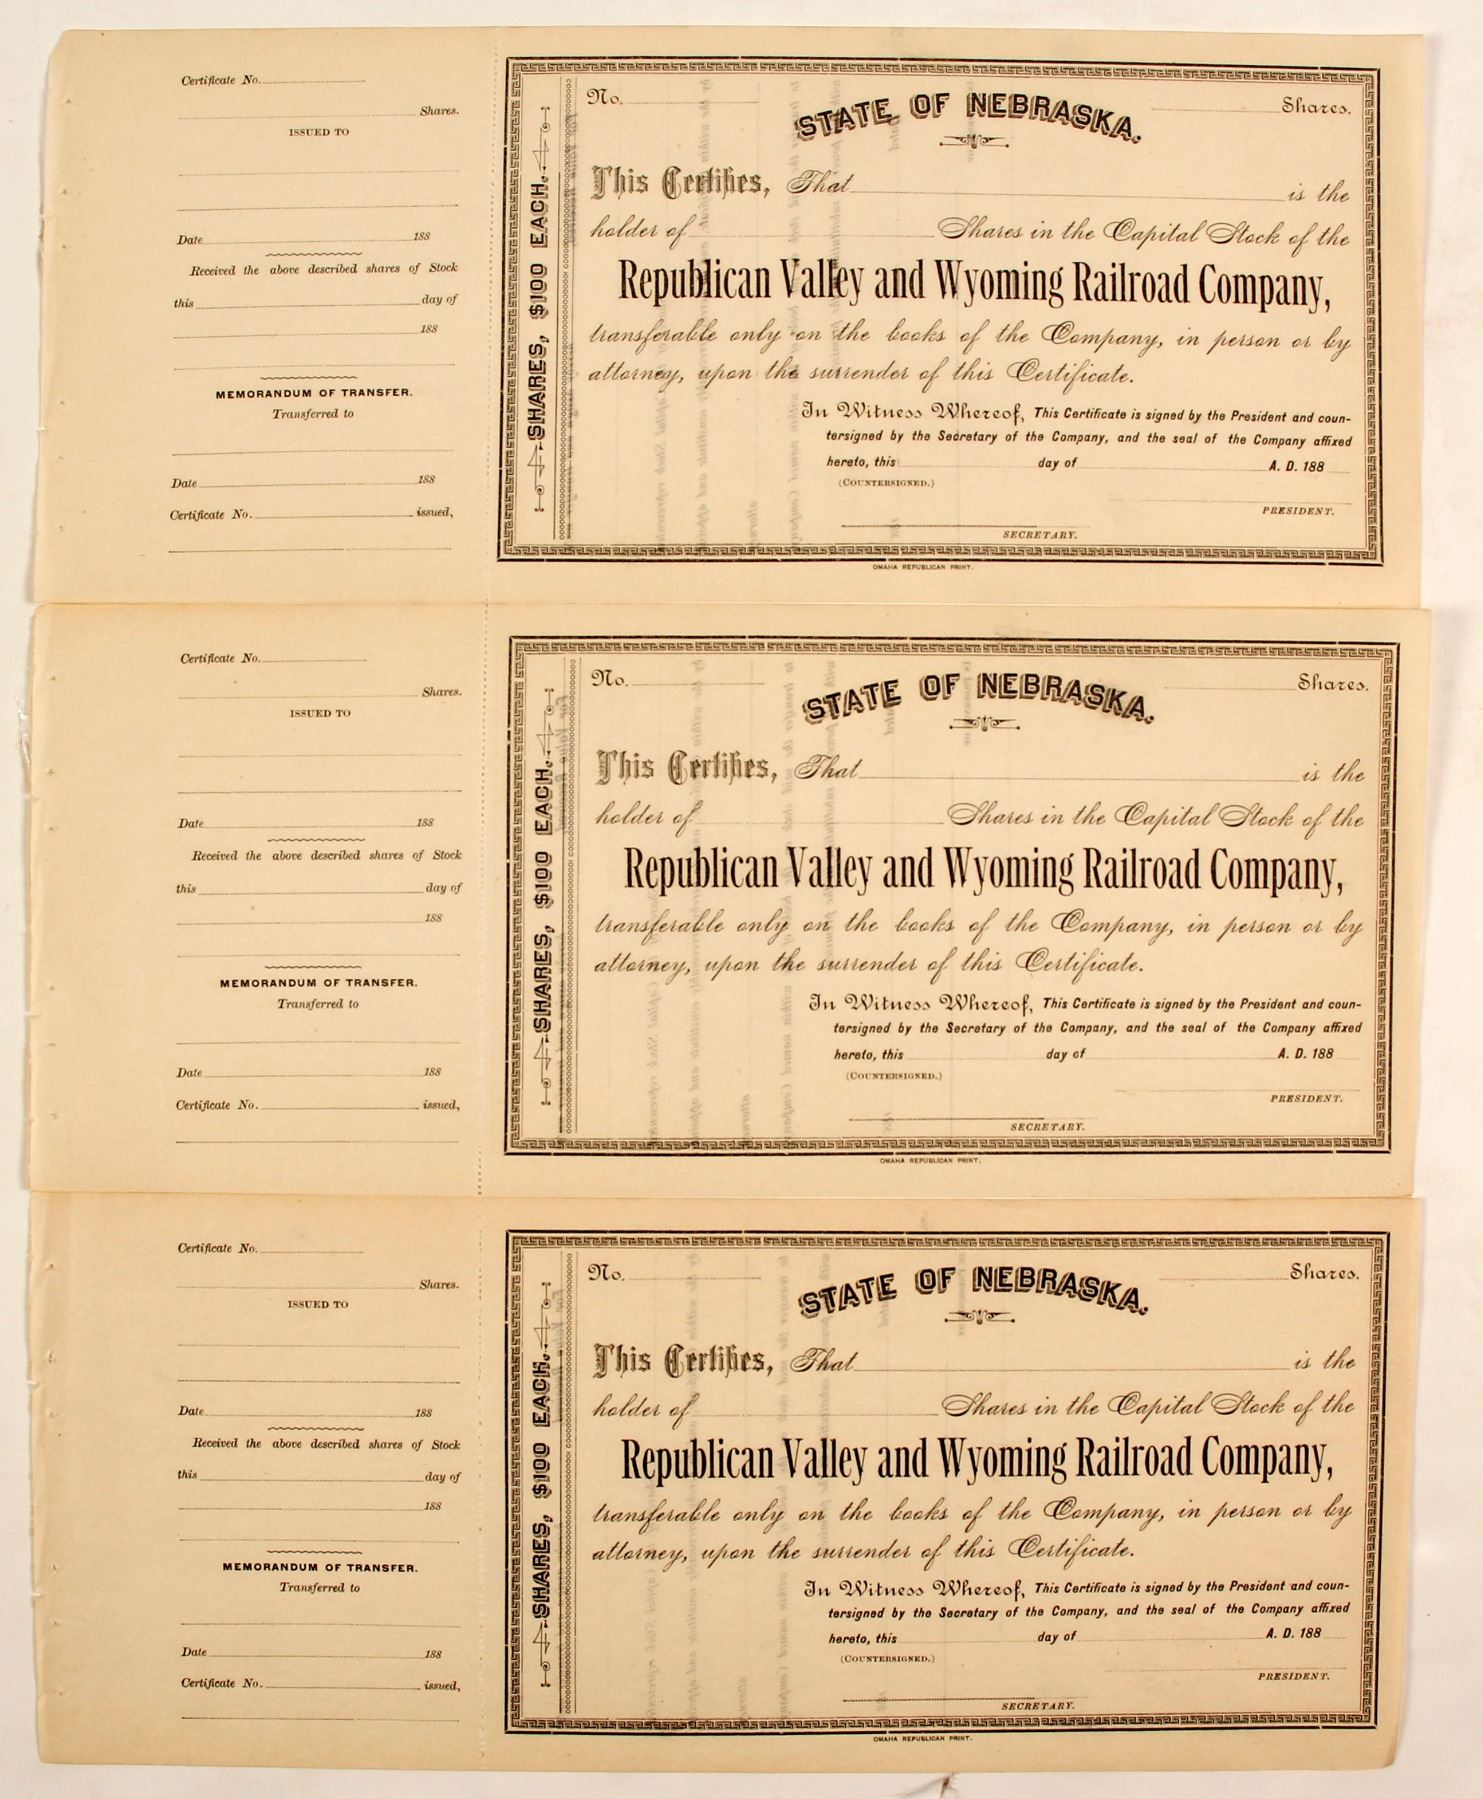 Certificate No.
Shares.
ISSUED TO
Date 188
Received the above described shares of Stock
this day of
188
MEMORANDUM OF TRANSFER.
Transferred to
Date 188
Certificate No. issued,
SHARES, $100 EACH.
No. STATE OF NEBRASKA. Shares.
This Certifies, That is the
holder of Shares in the Capital Stock of the
Republican Valley and Wyoming Railroad Company,
transferable only on the books of the Company, in person or by
attorney, upon the surrender of this Certificate.
In Witness Whereof, This Certificate is signed by the President and coun-
tersigned by the Secretary of the Company, and the seal of the Company affixed
hereto, this day of A. D. 188
(COUNTERSIGNED.)
PRESIDENT.
SECRETARY.
OMAHA REPUBLICAN PRINT.
Certificate No.
Shares.
ISSUED TO
Date 188
Received the above described shares of Stock
this day of
188
MEMORANDUM OF TRANSFER.
Transferred to
Date 188
Certificate No. issued,
SHARES, $100 EACH.
No. STATE OF NEBRASKA. Shares.
This Certifies, That is the
holder of Shares in the Capital Stock of the
Republican Valley and Wyoming Railroad Company,
transferable only on the books of the Company, in person or by
attorney, upon the surrender of this Certificate.
In Witness Whereof, This Certificate is signed by the President and coun-
tersigned by the Secretary of the Company, and the seal of the Company affixed
hereto, this day of A. D. 188
(COUNTERSIGNED.)
PRESIDENT.
SECRETARY.
OMAHA REPUBLICAN PRINT.
Certificate No.
Shares.
ISSUED TO
Date 188
Received the above described shares of Stock
this day of
188
MEMORANDUM OF TRANSFER.
Transferred to
Date 188
Certificate No. issued,
SHARES, $100 EACH.
No. STATE OF NEBRASKA. Shares.
This Certifies, That is the
holder of Shares in the Capital Stock of the
Republican Valley and Wyoming Railroad Company,
transferable only on the books of the Company, in person or by
attorney, upon the surrender of this Certificate.
In Witness Whereof, This Certificate is signed by the President and coun-
tersigned by the Secretary of the Company, and the seal of the Company affixed
hereto, this day of A. D. 188
(COUNTERSIGNED.)
PRESIDENT.
SECRETARY.
OMAHA REPUBLICAN PRINT.